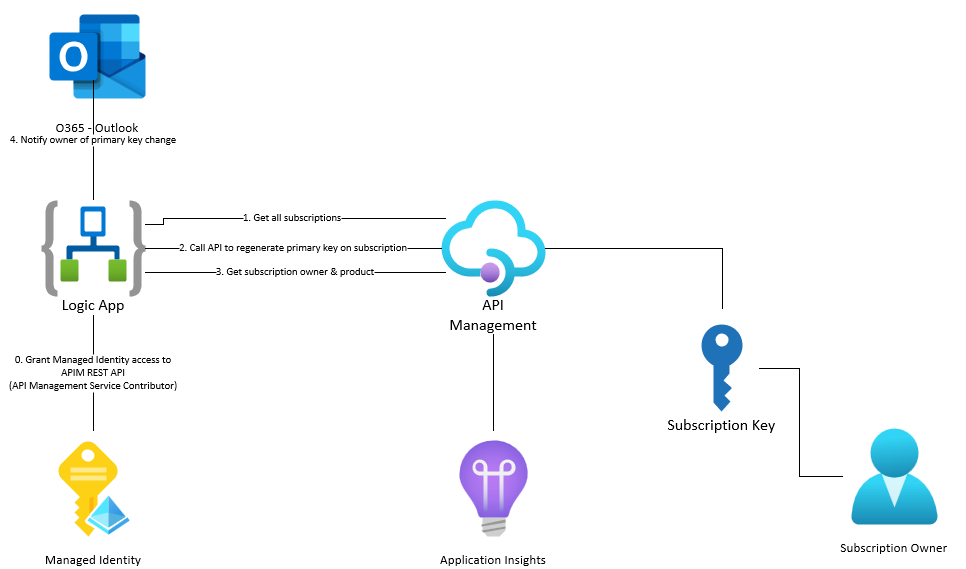 O
O365 - Outlook
4. Notify owner of primary key change
1. Get all subscriptions
2. Call API to regenerate primary key on subscription
3. Get subscription owner & product
Logic App
API
Management
0. Grant Managed Identity access to
APIM REST API
(API Management Service Contributor)
Subscription Key
Managed Identity
Application Insights
Subscription Owner